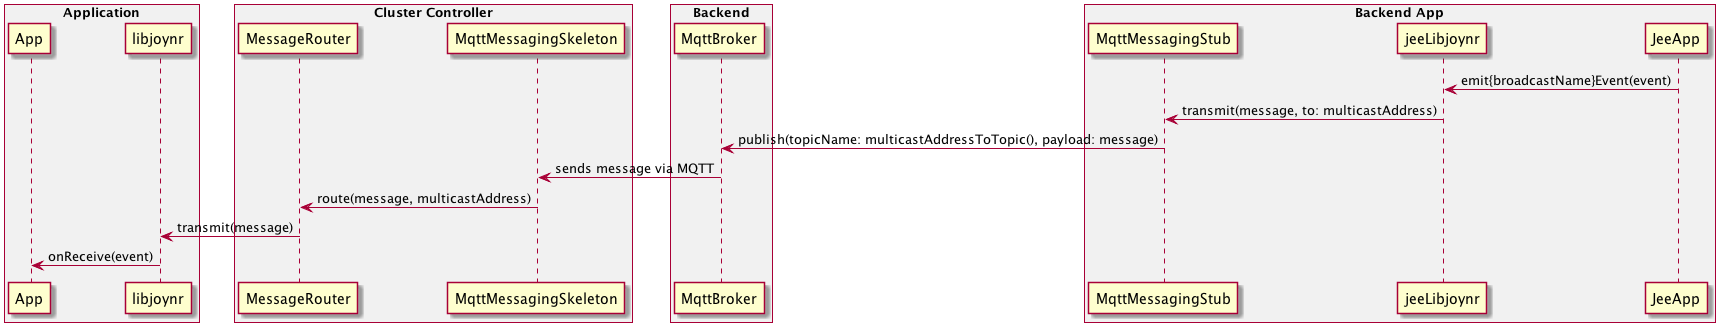 Application
Cluster Controller
Backend
Backend App
App
libjoynr
MessageRouter
MqttMessagingSkeleton
MqttBroker
MqttMessagingStub
jeeLibjoynr
JeeApp
emit{broadcastName}Event(event)
transmit(message, to: multicastAddress)
publish(topicName: multicastAddressToTopic(), payload: message)
sends message via MQTT
route(message, multicastAddress)
transmit(message)
onReceive(event)
App
libjoynr
MessageRouter
MqttMessagingSkeleton
MqttBroker
MqttMessagingStub
jeeLibjoynr
JeeApp